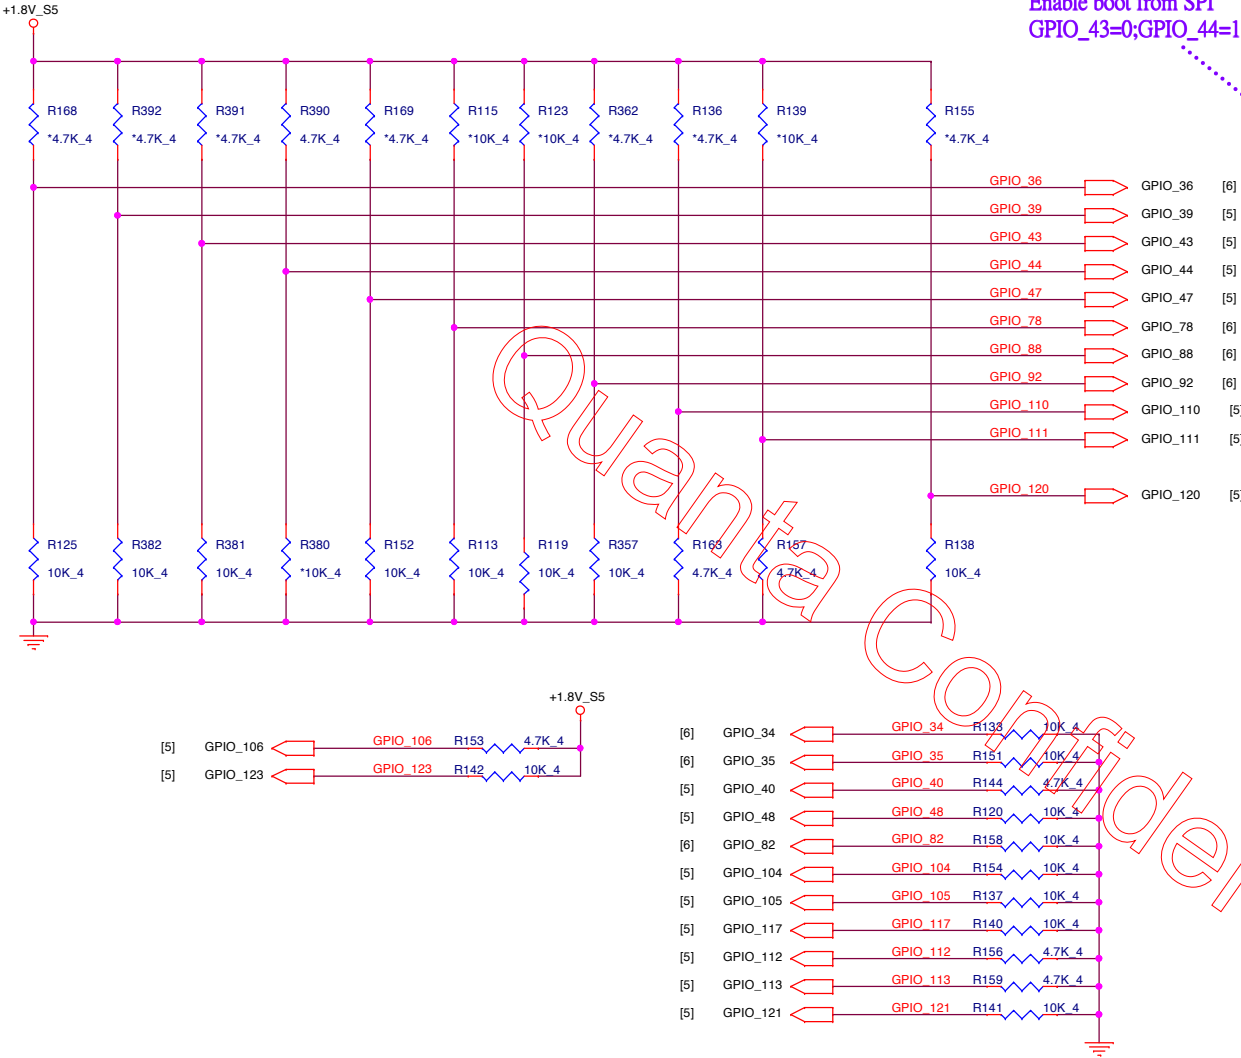 +1.8V_S5
Enable boot from SPI
GPIO_43=0;GPIO_44=1
R168 R392 R391 R390 R169 R115 R123 R362 R136 R139 R155
*4.7K_4 *4.7K_4 *4.7K_4 4.7K_4 *4.7K_4 *10K_4 *10K_4 *4.7K_4 *4.7K_4 *10K_4 *4.7K_4
GPIO_36 GPIO_36 [6]
GPIO_39 GPIO_39 [5]
GPIO_43 GPIO_43 [5]
GPIO_44 GPIO_44 [5]
GPIO_47 GPIO_47 [5]
GPIO_78 GPIO_78 [6]
GPIO_88 GPIO_88 [6]
GPIO_92 GPIO_92 [6]
GPIO_110 GPIO_110 [5]
GPIO_111 GPIO_111 [5]
GPIO_120 GPIO_120 [5]
R125 R382 R381 R380 R152 R113 R119 R357 R163 R157 R138
10K_4 10K_4 10K_4 *10K_4 10K_4 10K_4 10K_4 10K_4 4.7K_4 4.7K_4 10K_4
+1.8V_S5
[5] GPIO_106 GPIO_106 R153 4.7K_4
[5] GPIO_123 GPIO_123 R142 10K_4
[6] GPIO_34 GPIO_34 R133 10K_4
[6] GPIO_35 GPIO_35 R151 10K_4
[5] GPIO_40 GPIO_40 R144 4.7K_4
[5] GPIO_48 GPIO_48 R120 10K_4
[6] GPIO_82 GPIO_82 R158 10K_4
[5] GPIO_104 GPIO_104 R154 10K_4
[5] GPIO_105 GPIO_105 R137 10K_4
[5] GPIO_117 GPIO_117 R140 10K_4
[5] GPIO_112 GPIO_112 R156 4.7K_4
[5] GPIO_113 GPIO_113 R159 4.7K_4
[5] GPIO_121 GPIO_121 R141 10K_4
Quanta Confiden